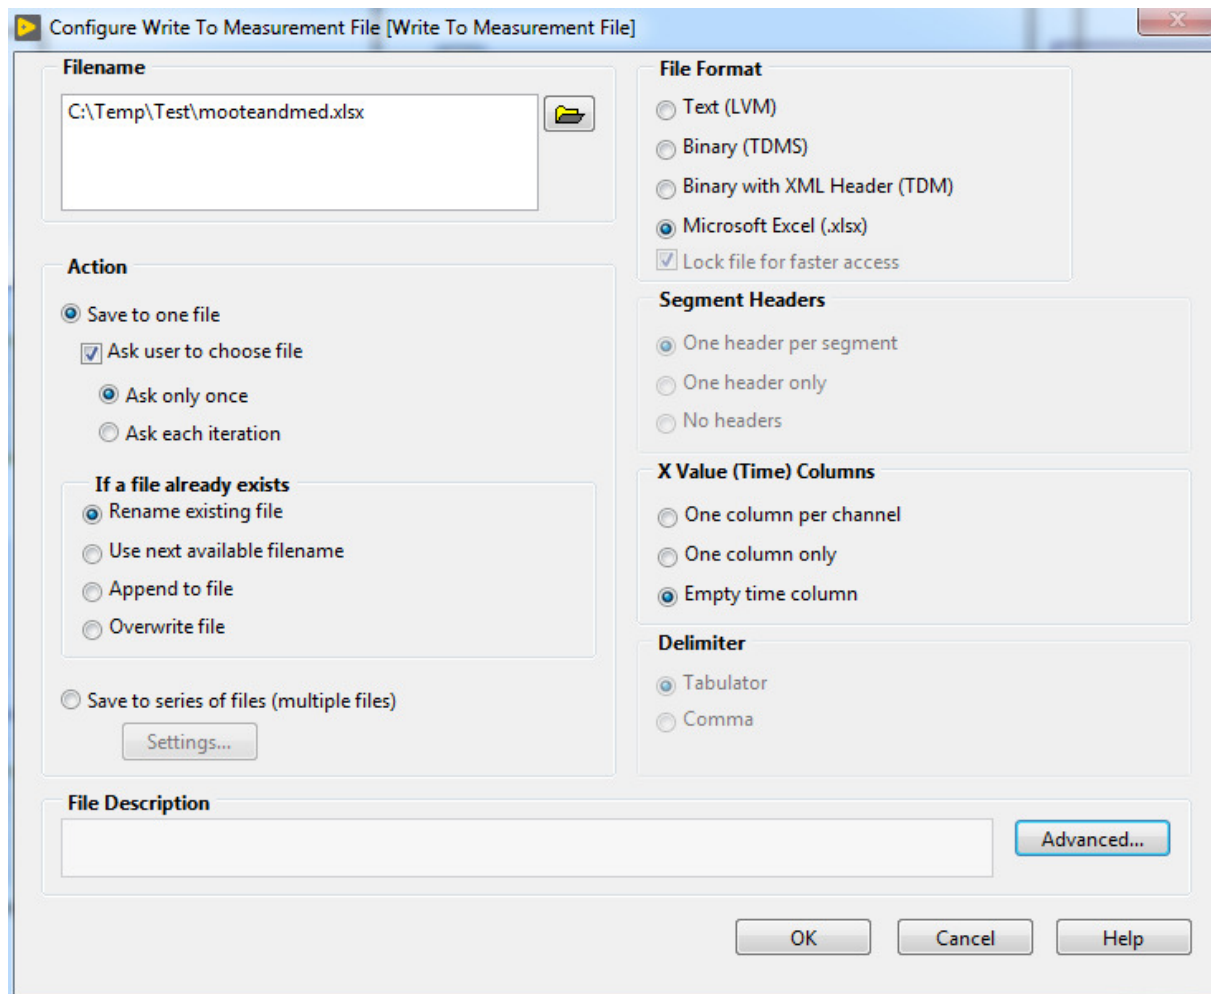 Configure Write To Measurement File [Write To Measurement File]
Filename
C:\Temp\Test\mooteandmed.xlsx
Action
Save to one file
Ask user to choose file
Ask only once
Ask each iteration
If a file already exists
Rename existing file
Use next available filename
Append to file
Overwrite file
Save to series of files (multiple files)
Settings...
File Format
Text (LVM)
Binary (TDMS)
Binary with XML Header (TDM)
Microsoft Excel (.xlsx)
Lock file for faster access
Segment Headers
One header per segment
One header only
No headers
X Value (Time) Columns
One column per channel
One column only
Empty time column
Delimiter
Tabulator
Comma
File Description
Advanced...
OK
Cancel
Help